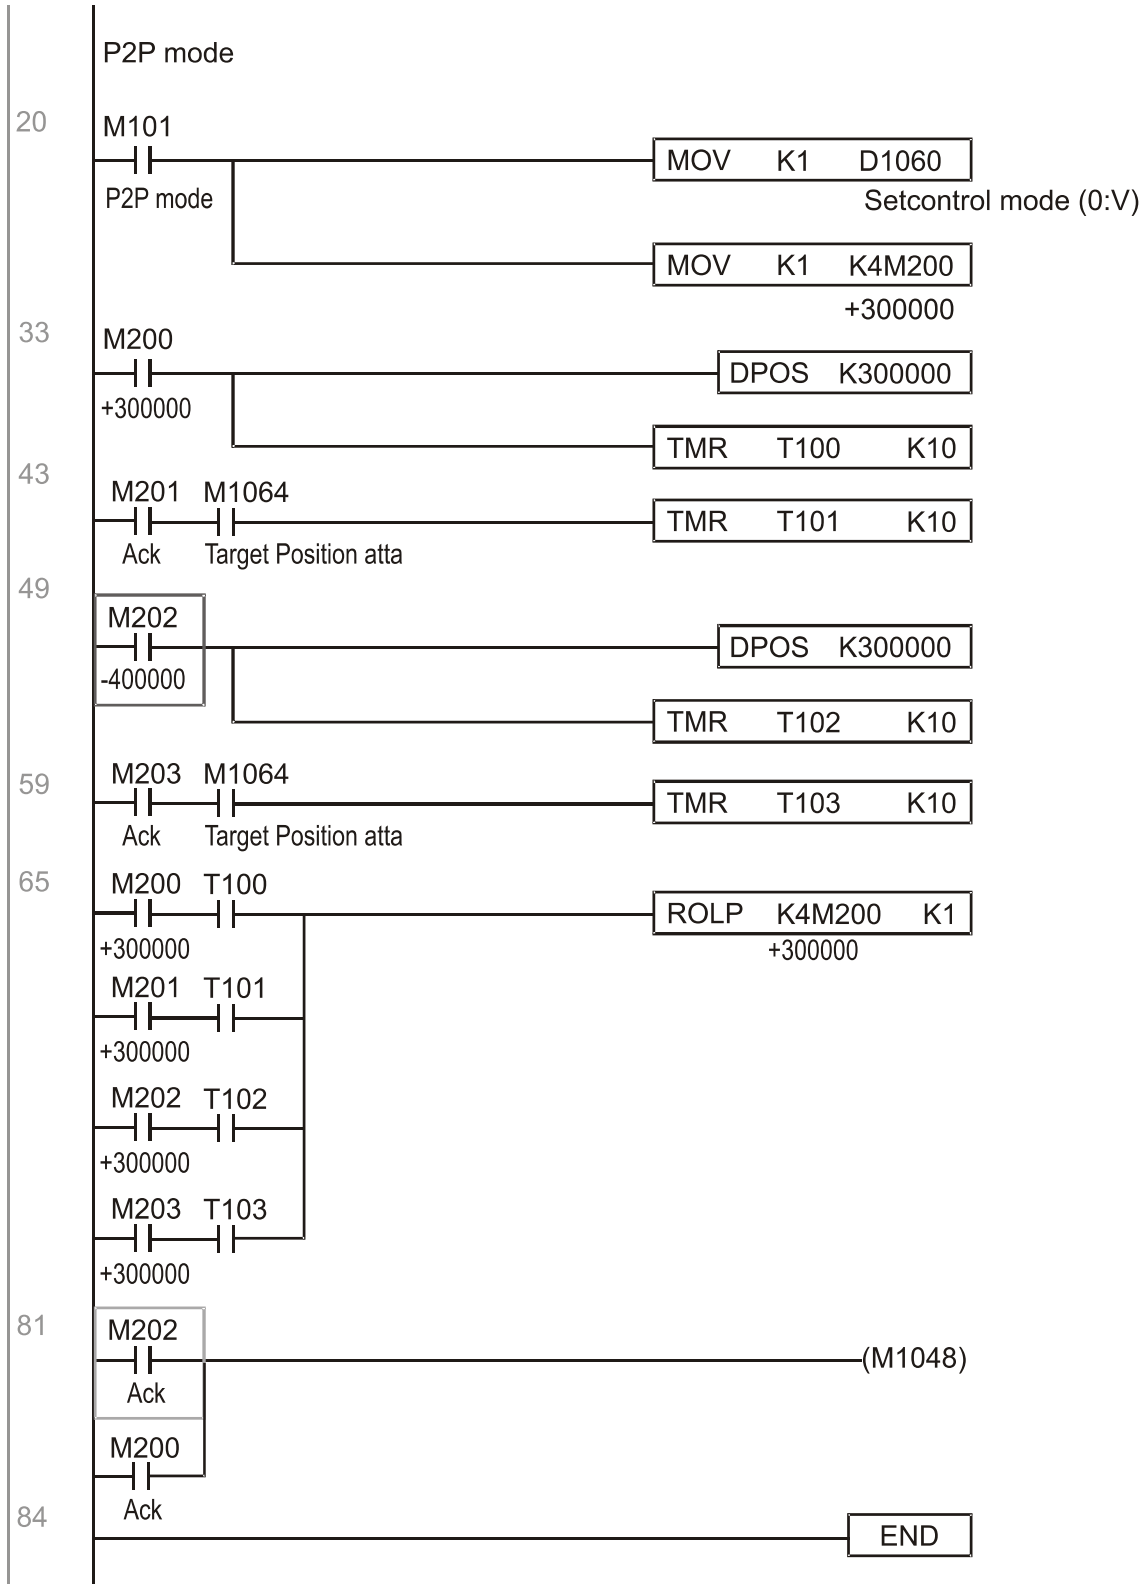 P2P mode
20
M101
MOV K1 D1060
P2P mode
Setcontrol mode (0:V)
MOV K1 K4M200
+300000
33
M200
DPOS K300000
+300000
TMR T100 K10
43
M201 M1064
TMR T101 K10
Ack Target Position atta
49
M202
DPOS K300000
-400000
TMR T102 K10
59
M203 M1064
TMR T103 K10
Ack Target Position atta
65
M200 T100
ROLP K4M200 K1
+300000
+300000
M201 T101
+300000
M202 T102
+300000
M203 T103
+300000
81
M202
(M1048)
Ack
M200
Ack
84
END